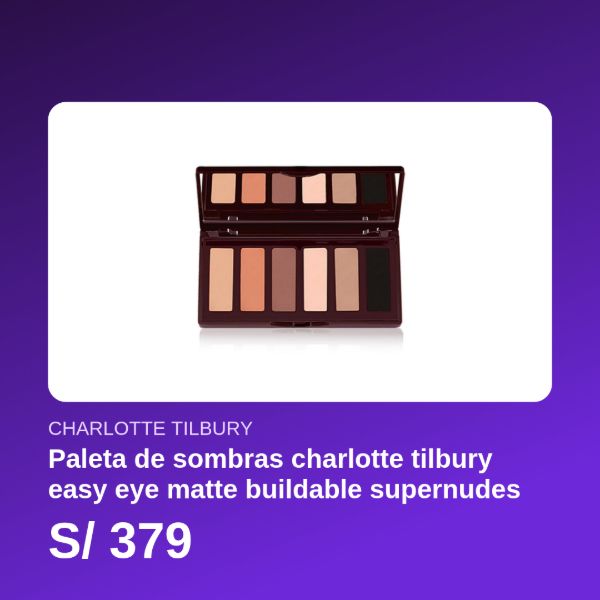 CHARLOTTE TILBURY
Paleta de sombras charlotte tilbury
easy eye matte buildable supernudes
S/ 379